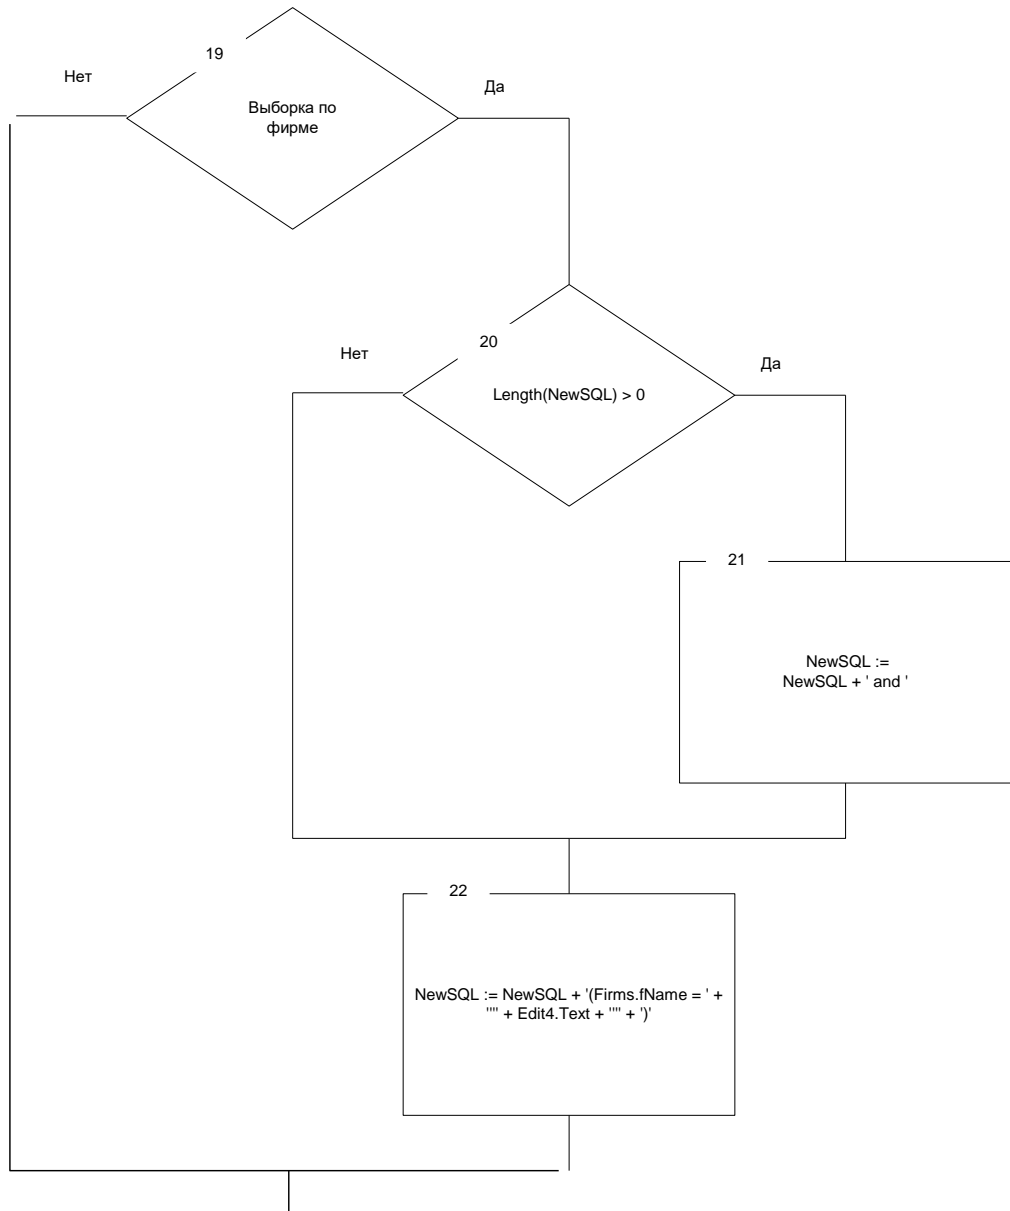 19
Нет
Да
Выборка по
фирме
20
Нет
Да
Length(NewSQL) > 0
21
NewSQL :=
NewSQL + ' and '
22
NewSQL := NewSQL + '(Firms.fName = ' +
'''' + Edit4.Text + '''' + ')'